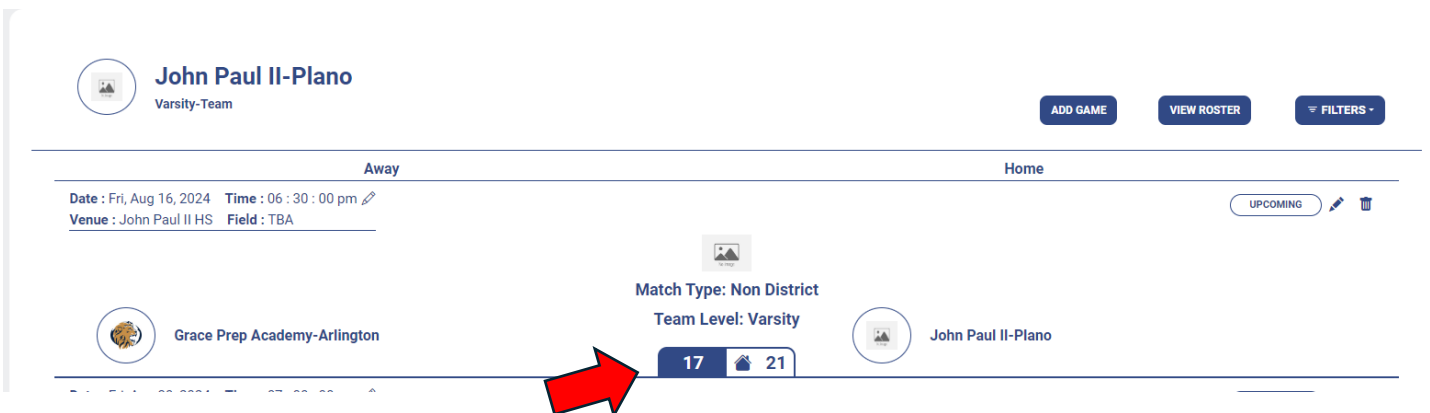 John Paul II-Plano
Varsity-Team
ADD GAME VIEW ROSTER FILTERS
Away Home
Date : Fri, Aug 16, 2024 Time : 06 : 30 : 00 pm
UPCOMING
Venue : John Paul II HS Field : TBA
Match Type: Non District
Team Level: Varsity
Grace Prep Academy-Arlington
John Paul II-Plano
17 21